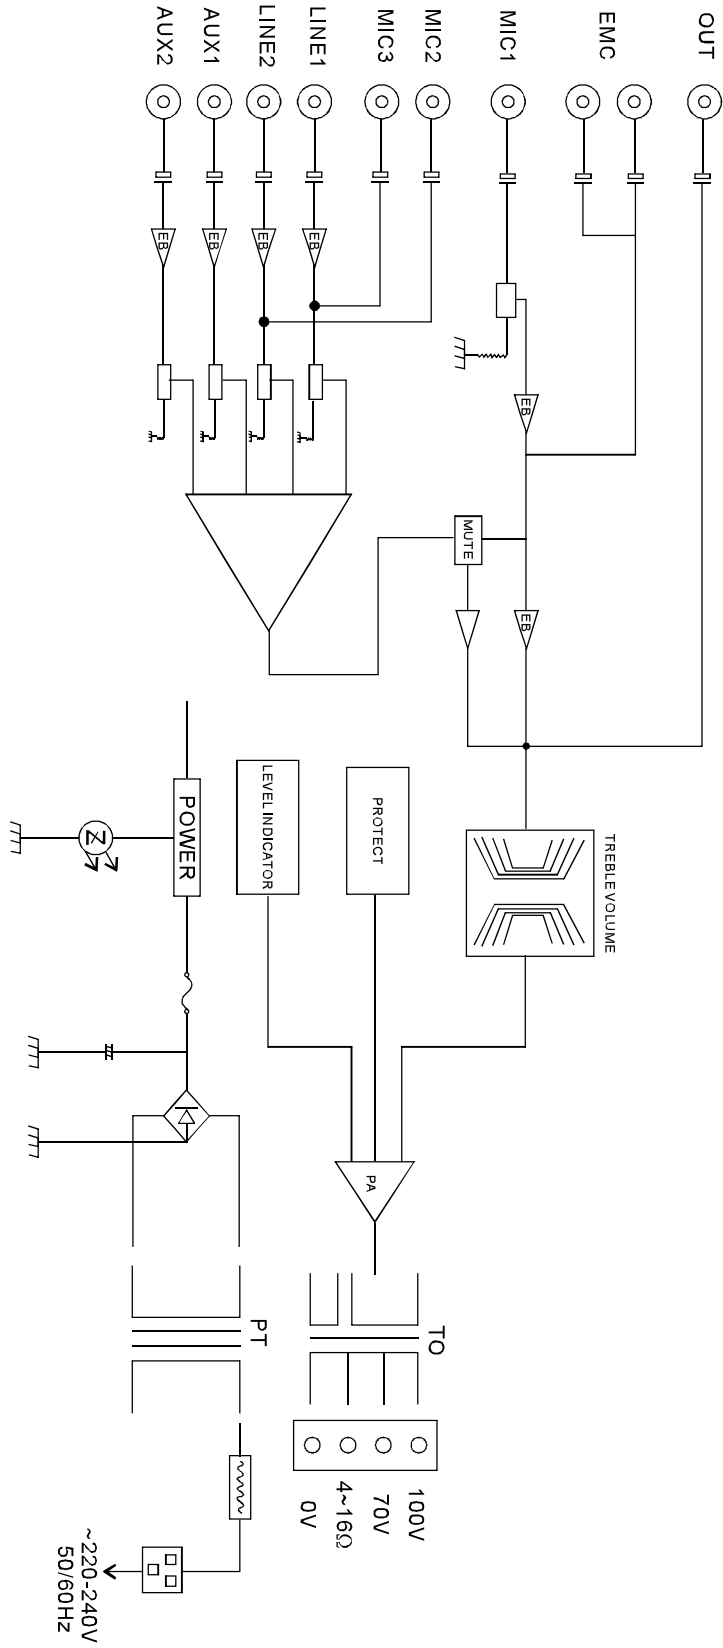 OUT
EMC
MIC1
MIC2
MIC3
LINE1
LINE2
AUX1
AUX2
EB
EB
EB
EB
EB
MUTE
EB
TREBLE VOLUME
PROTECT
LEVEL INDICATOR
POWER
PA
TO
PT
100V
70V
4~16Ω
0V
~220-240V
50/60Hz